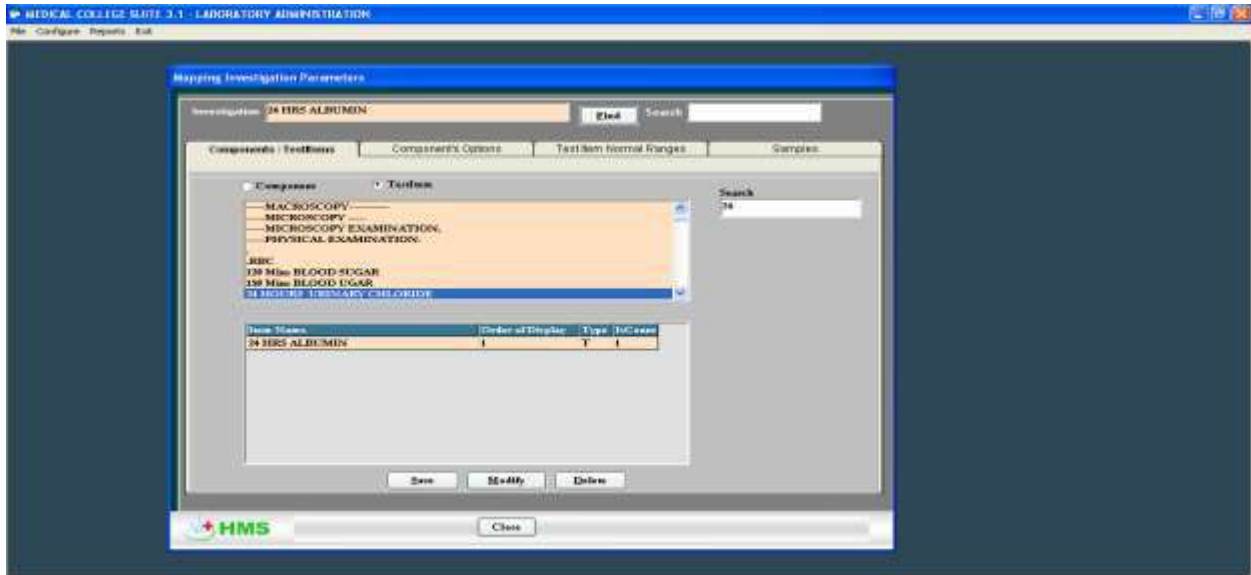 MEDICAL COLLEGE SUITE 3.1 - LABORATORY ADMINISTRATION
File Configure Reports Exit
Mapping Investigation Parameters
Investigation 24 HRS ALBUMIN Find Search
Components / TestItems Component's Options Test Item Normal Ranges Samples
Component TestItem
Search
24
-----MACROSCOPY----------
-----MICROSCOPY -----
-----MICROSCOPY EXAMINATION.
-----PHYSICAL EXAMINATION.
.
.RBC
120 Mins BLOOD SUGAR
150 Mins BLOOD UGAR
24 HOURS URINARY CHLORIDE
Item Name Order of Display Type
24 HRS ALBUMIN 1 T 1
Save Modify Delete
HMS Close